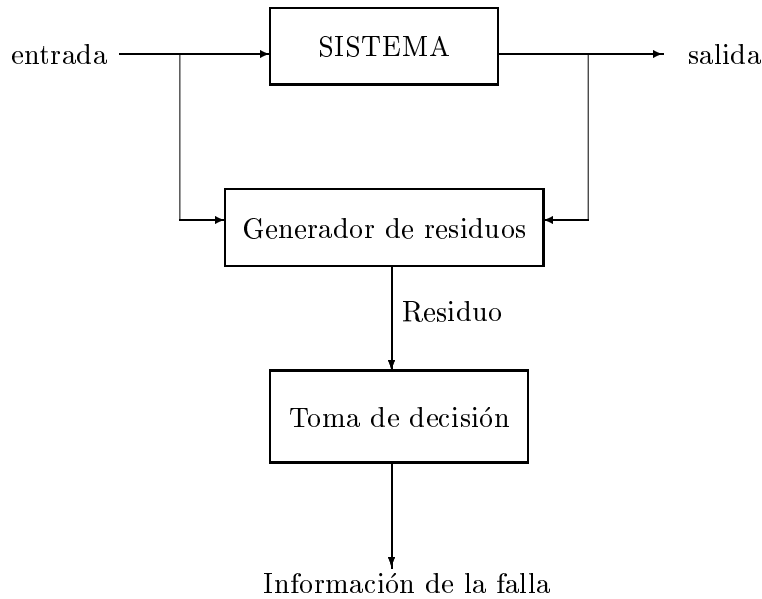 entrada
SISTEMA
salida
Generador de residuos
Residuo
Toma de decisión
Información de la falla